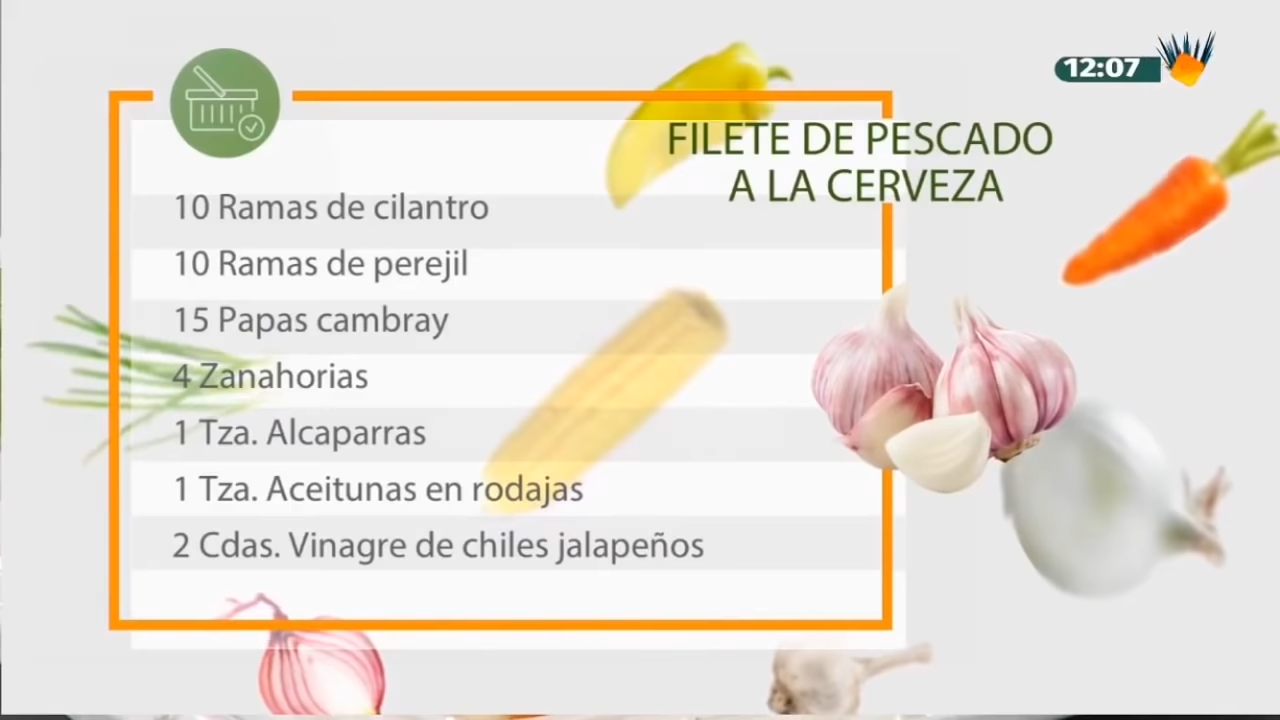 12:07
FILETE DE PESCADO
A LA CERVEZA
10 Ramas de cilantro
10 Ramas de perejil
15 Papas cambray
4 Zanahorias
1 Tza. Alcaparras
1 Tza. Aceitunas en rodajas
2 Cdas. Vinagre de chiles jalapeños